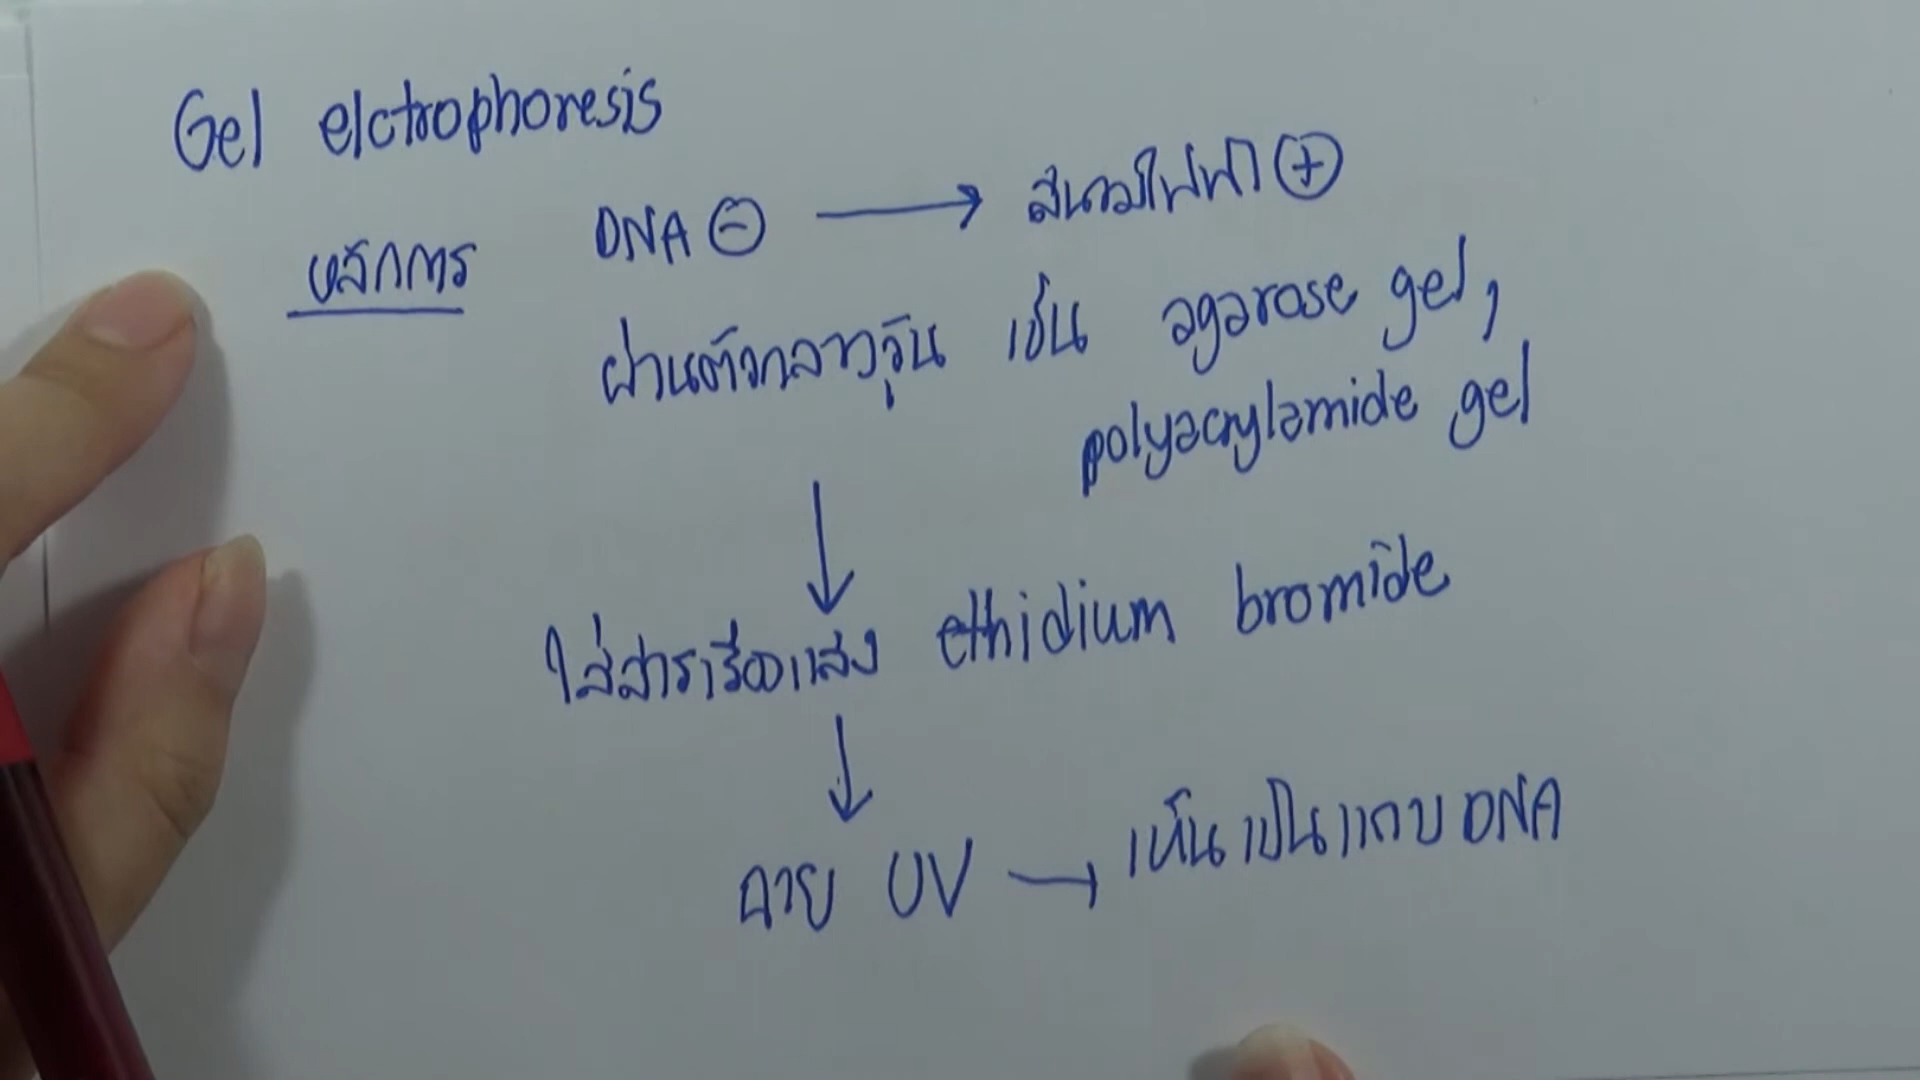 Gel elctrophoresis
หลักการ DNA ⊖ → สนามไฟฟ้า ⊕
ผ่านตัวกลางวุ้น เช่น agarose gel,
polyacrylamide gel
↓
ใส่สารเรืองแสง ethidium bromide
↓
ฉาย UV → เห็นเป็นแถบ DNA